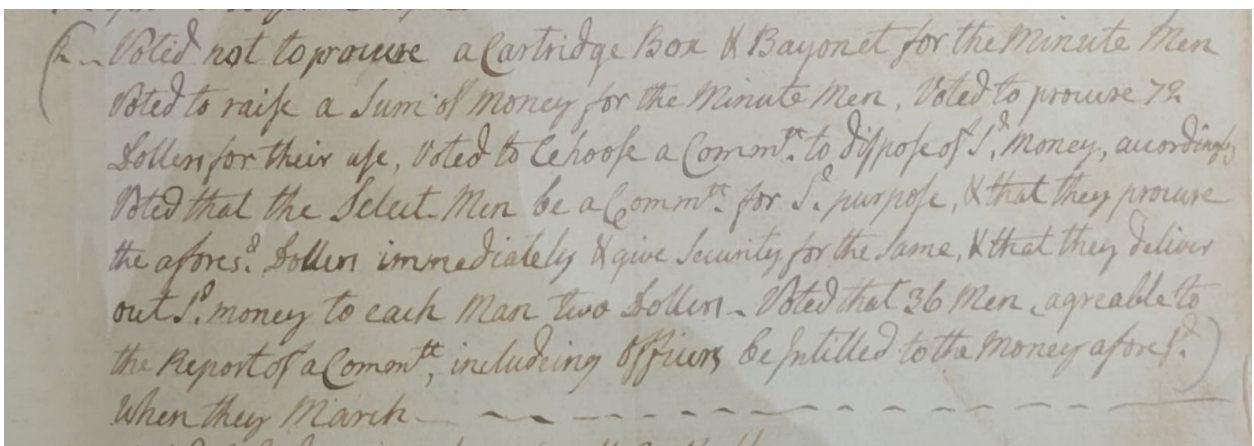 2 - Voted not to procure a Cartridge Box & Bayonet for the Minute Men
Voted to raise a Sum of Money for the Minute Men, Voted to procure 72
Dollers for their use, Voted to Choose a Comm.tt to Dispose of S.d Money, accordingly
Voted that the Select-Men be a Comm.tt for S.d purpose, & that they procure
the afores.d Dollers immediately & give Security for the Same, & that they Deliver
out S.d money to each Man two Dollers - Voted that 36 Men, agreable to
the Report of a Comm.tt, including Officers be Intitled to the Money afores.d
When they March